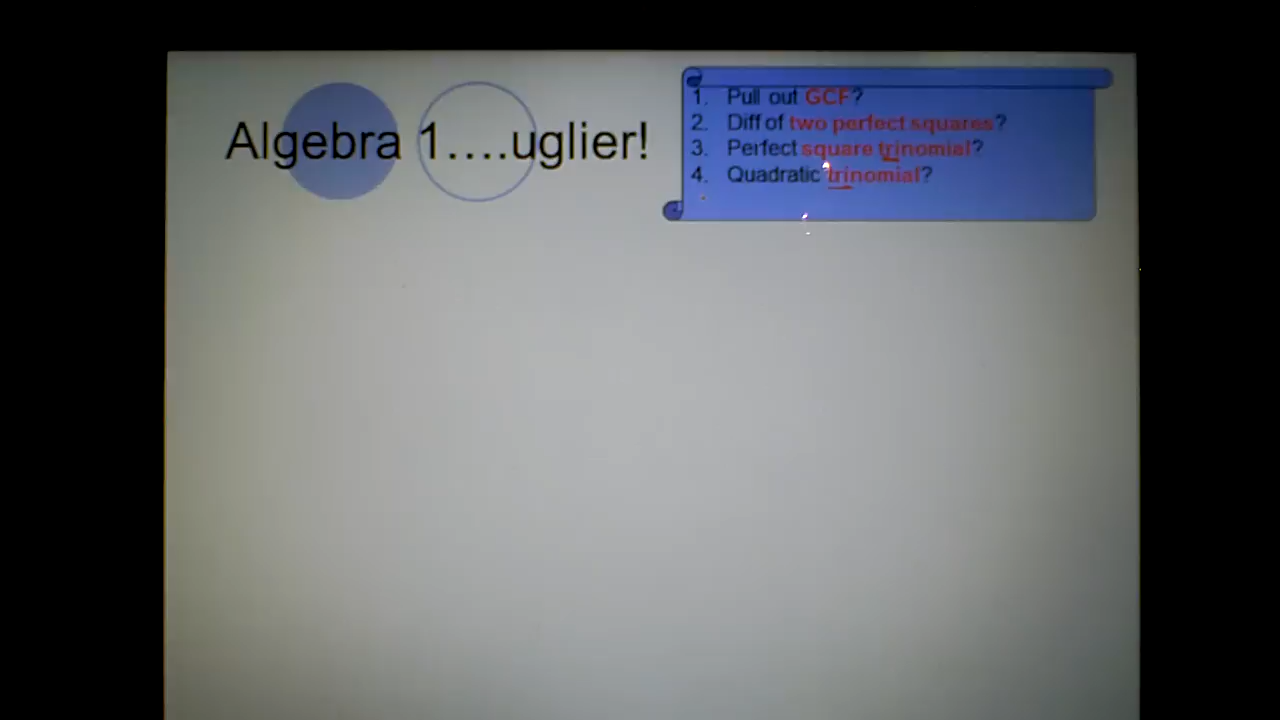 Algebra 1....uglier!
1. Pull out GCF?
2. Diff of two perfect squares?
3. Perfect square trinomial?
4. Quadratic trinomial?